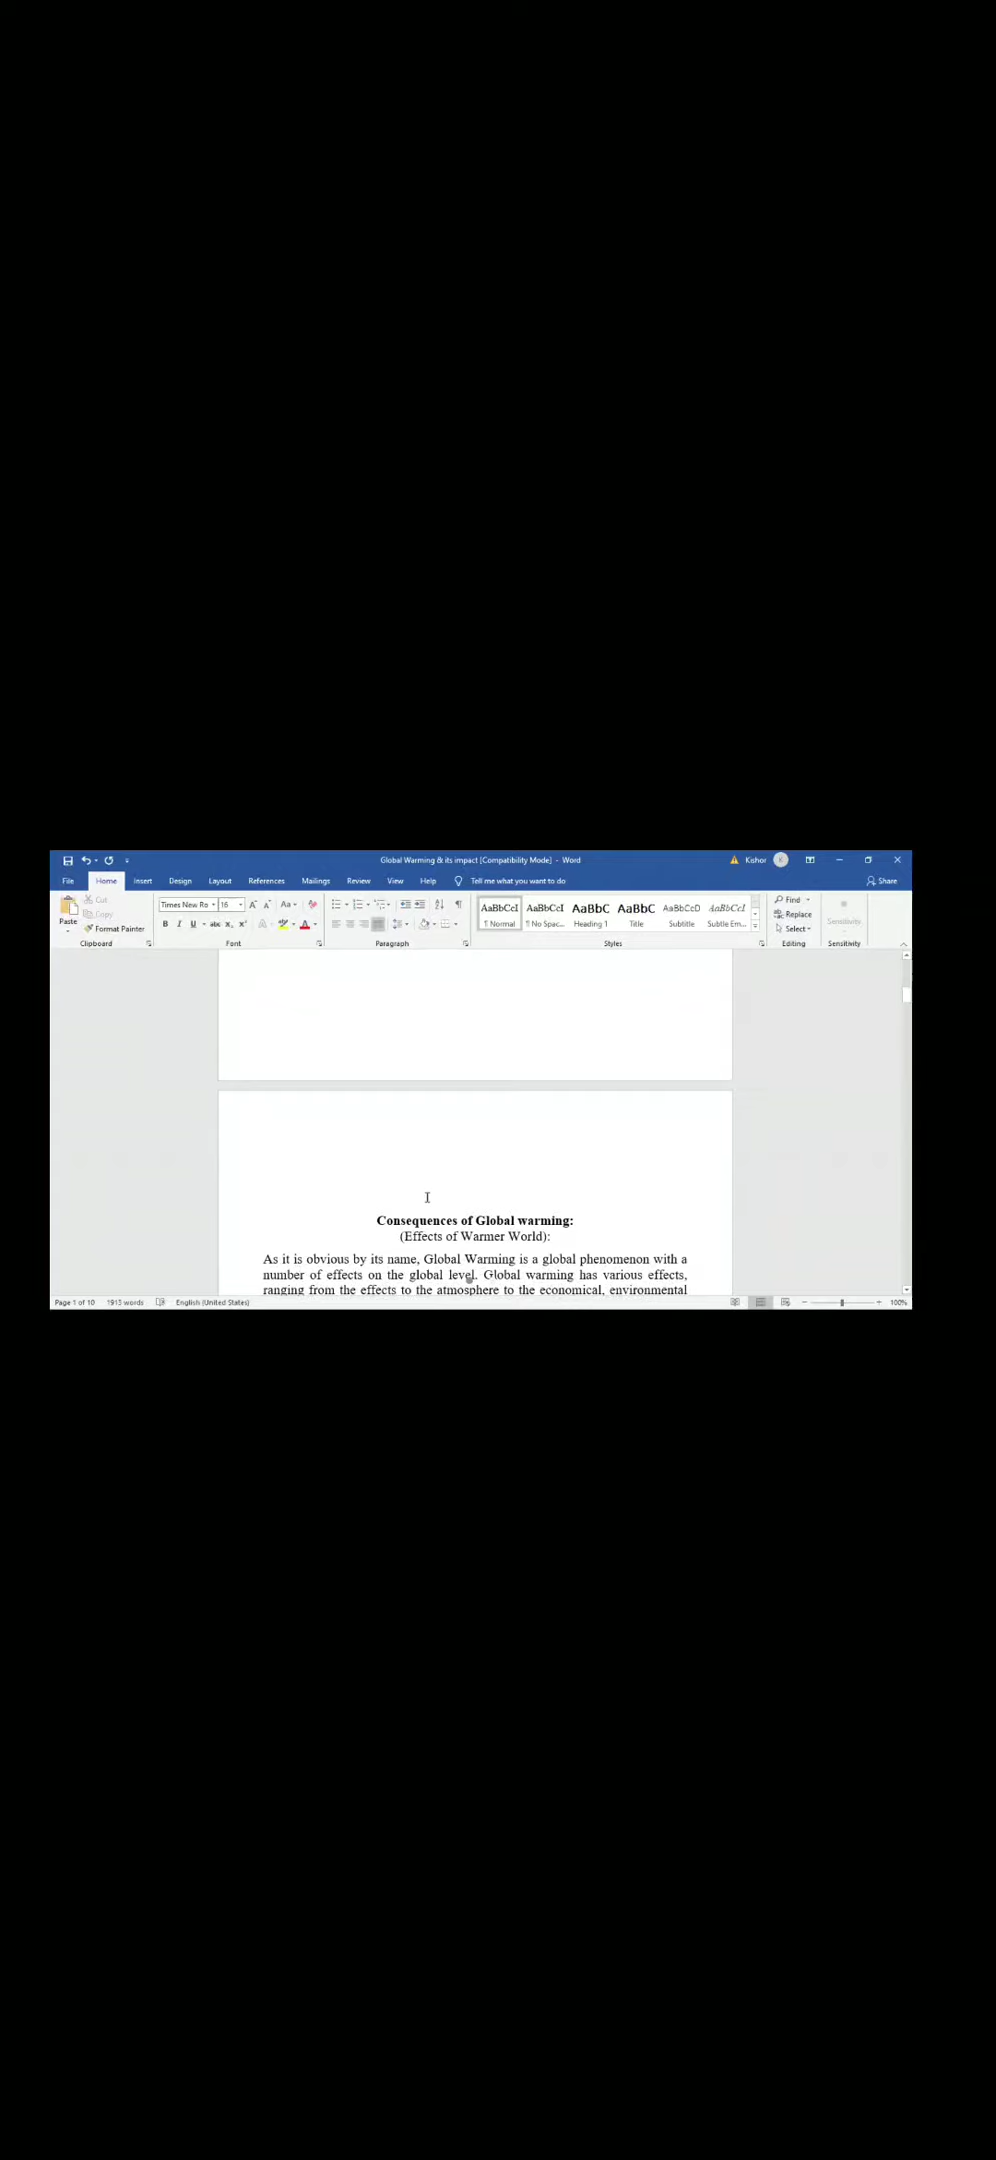 Global Warming & its impact [Compatibility Mode] - Word
Kishor
K
File Home Insert Design Layout References Mailings Review View Help Tell me what you want to do
Share
Paste
Cut
Copy
Format Painter
Clipboard
Times New Ro 16
Aa
B I U abc x₂ x²
Font
Paragraph
AaBbCcI AaBbCcI AaBbC AaBbC AaBbCcD AaBbCcI
¶ Normal ¶ No Spac... Heading 1 Title Subtitle Subtle Em...
Styles
Find
Replace
Select
Editing
Sensitivity
Sensitivity
Consequences of Global warming:
(Effects of Warmer World):
As it is obvious by its name, Global Warming is a global phenomenon with a
number of effects on the global level. Global warming has various effects,
ranging from the effects to the atmosphere to the economical, environmental
Page 1 of 10 1915 words English (United States)
100%